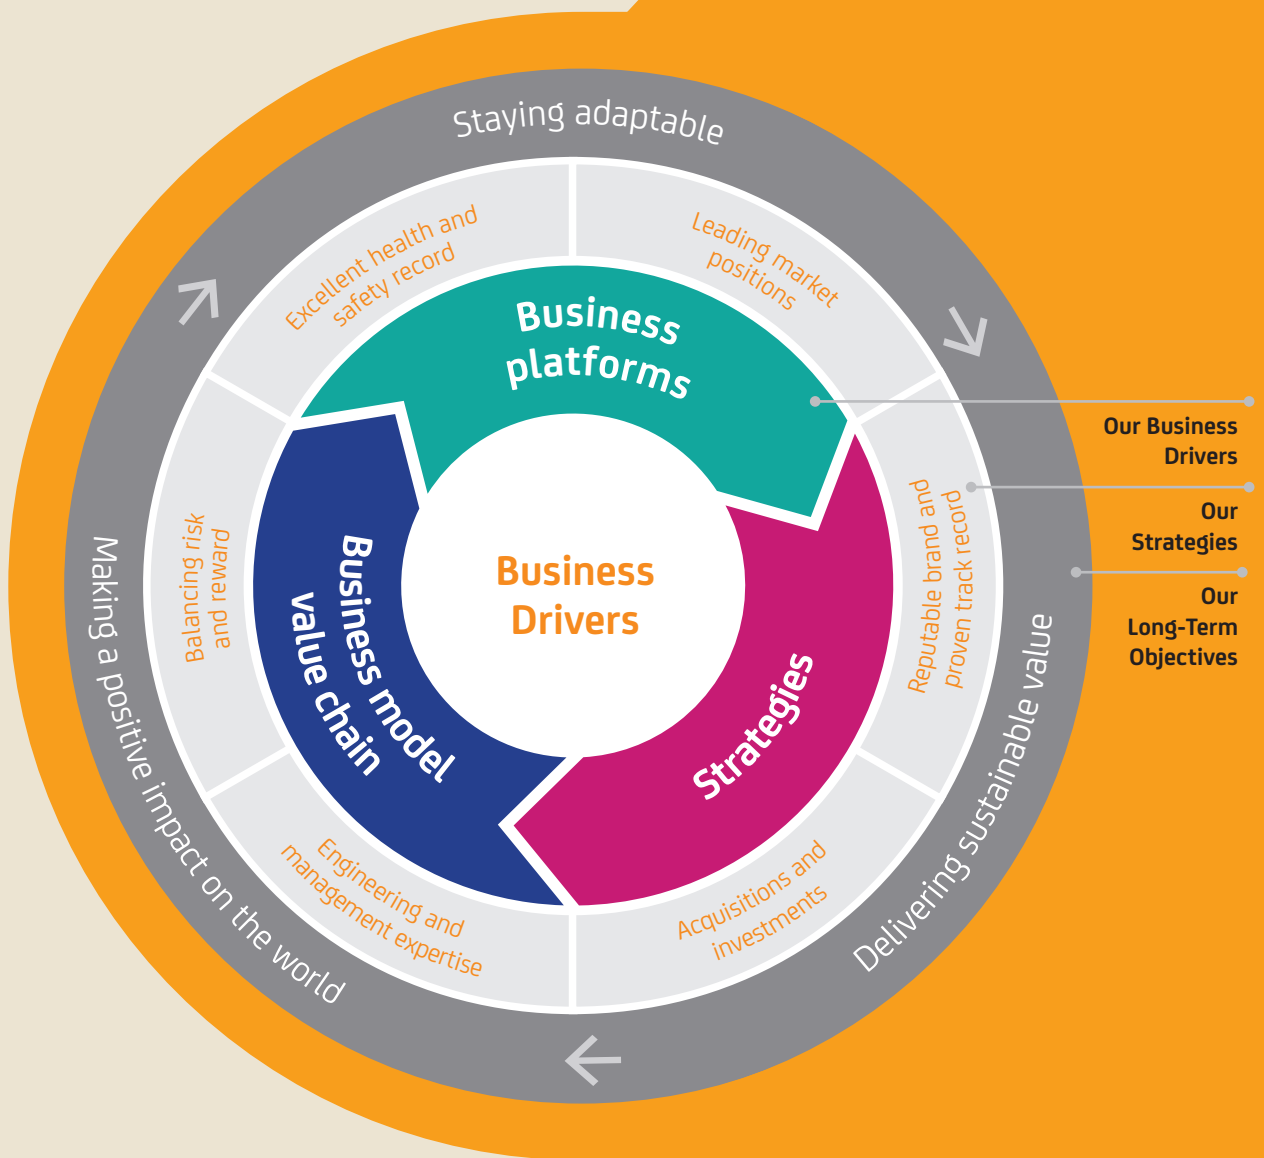 Staying adaptable
Excellent health and
safety record
Leading market
positions
Business
platforms
Our Business
Drivers
Our
Strategies
Our
Long-Term
Objectives
Balancing risk
and reward
Reputable brand and
proven track record
Business
Drivers
Business model
value chain
Strategies
Making a positive impact on the world
Delivering sustainable value
Engineering and
management expertise
Acquisitions and
investments